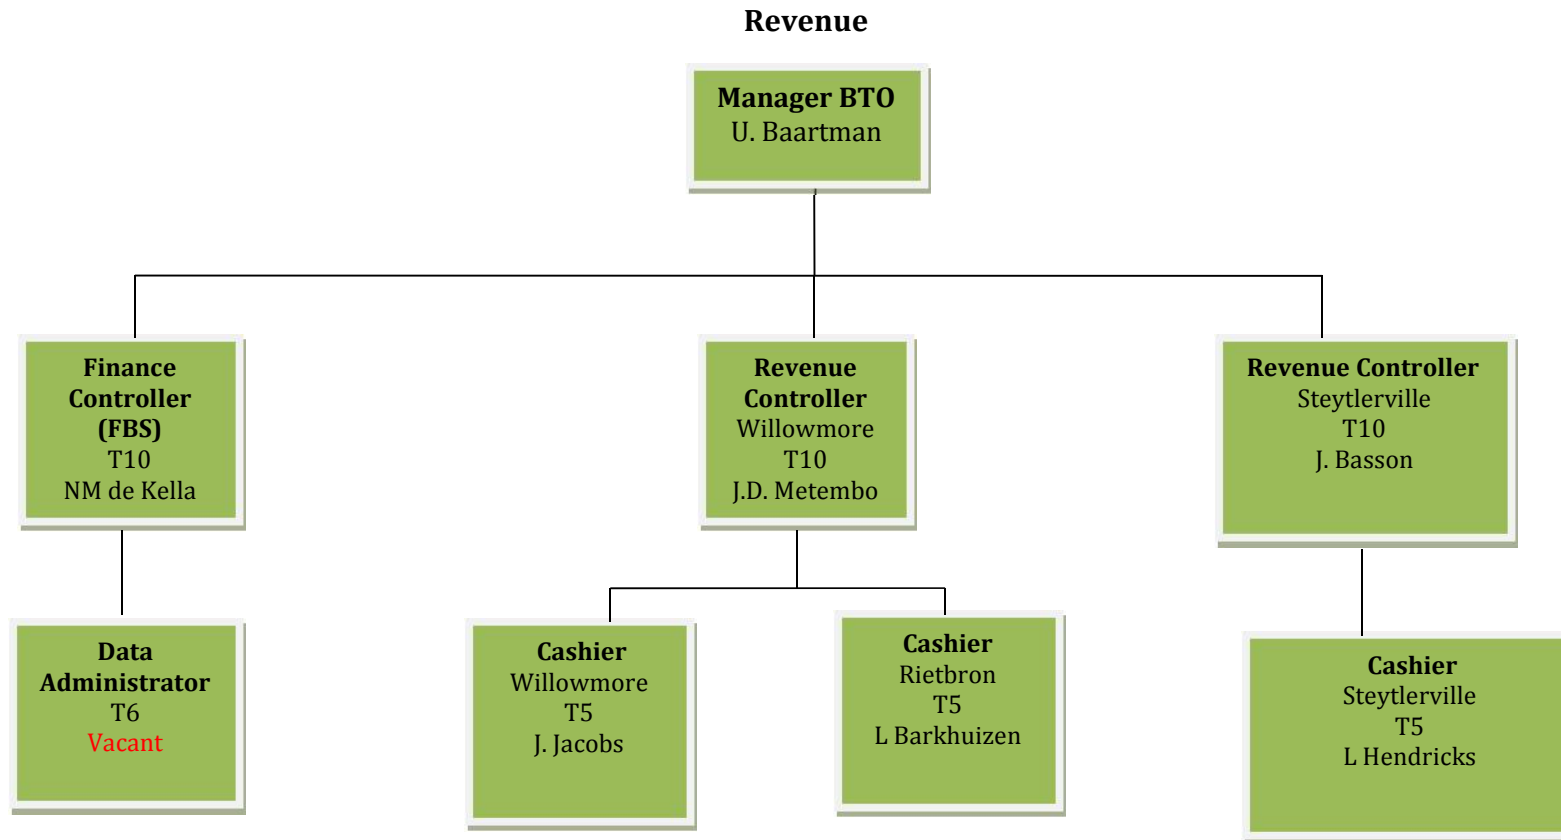 Revenue
Manager BTO
U. Baartman
Finance
Controller
(FBS)
T10
NM de Kella
Revenue
Controller
Willowmore
T10
J.D. Metembo
Revenue Controller
Steytlerville
T10
J. Basson
Data
Administrator
T6
Vacant
Cashier
Willowmore
T5
J. Jacobs
Cashier
Rietbron
T5
L Barkhuizen
Cashier
Steytlerville
T5
L Hendricks